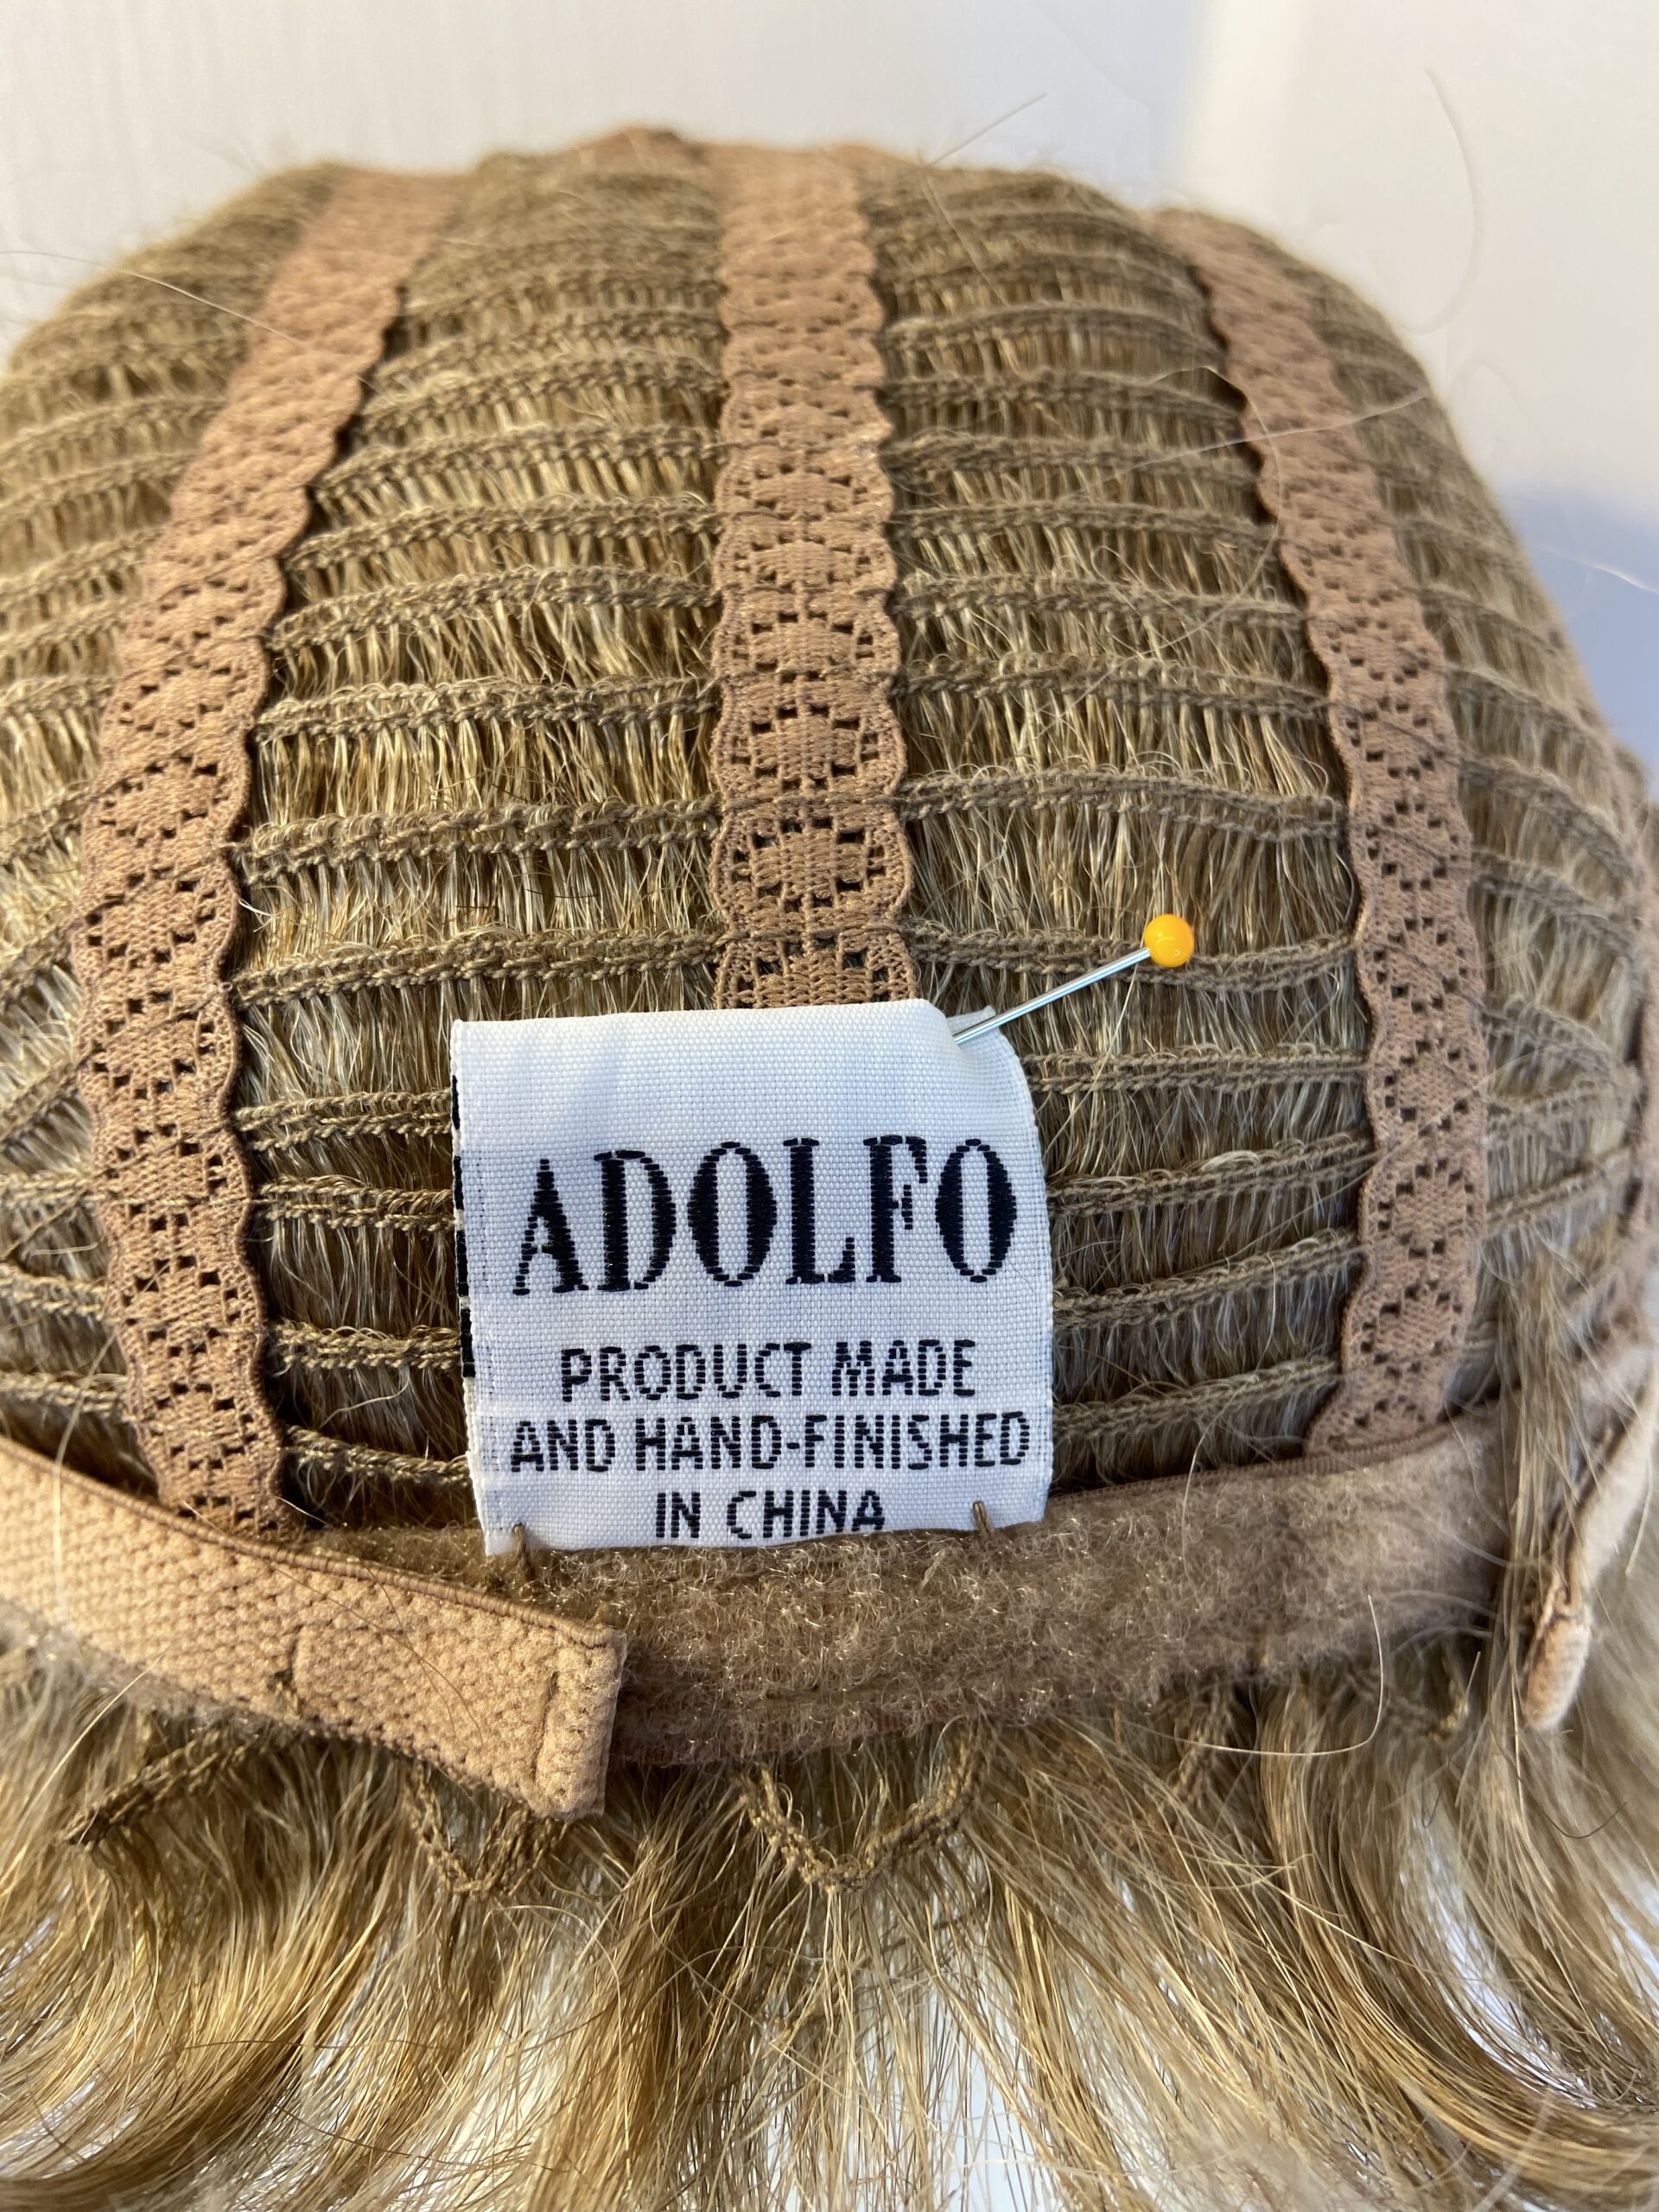 ADOLFO
PRODUCT MADE
AND HAND-FINISHED
IN CHINA